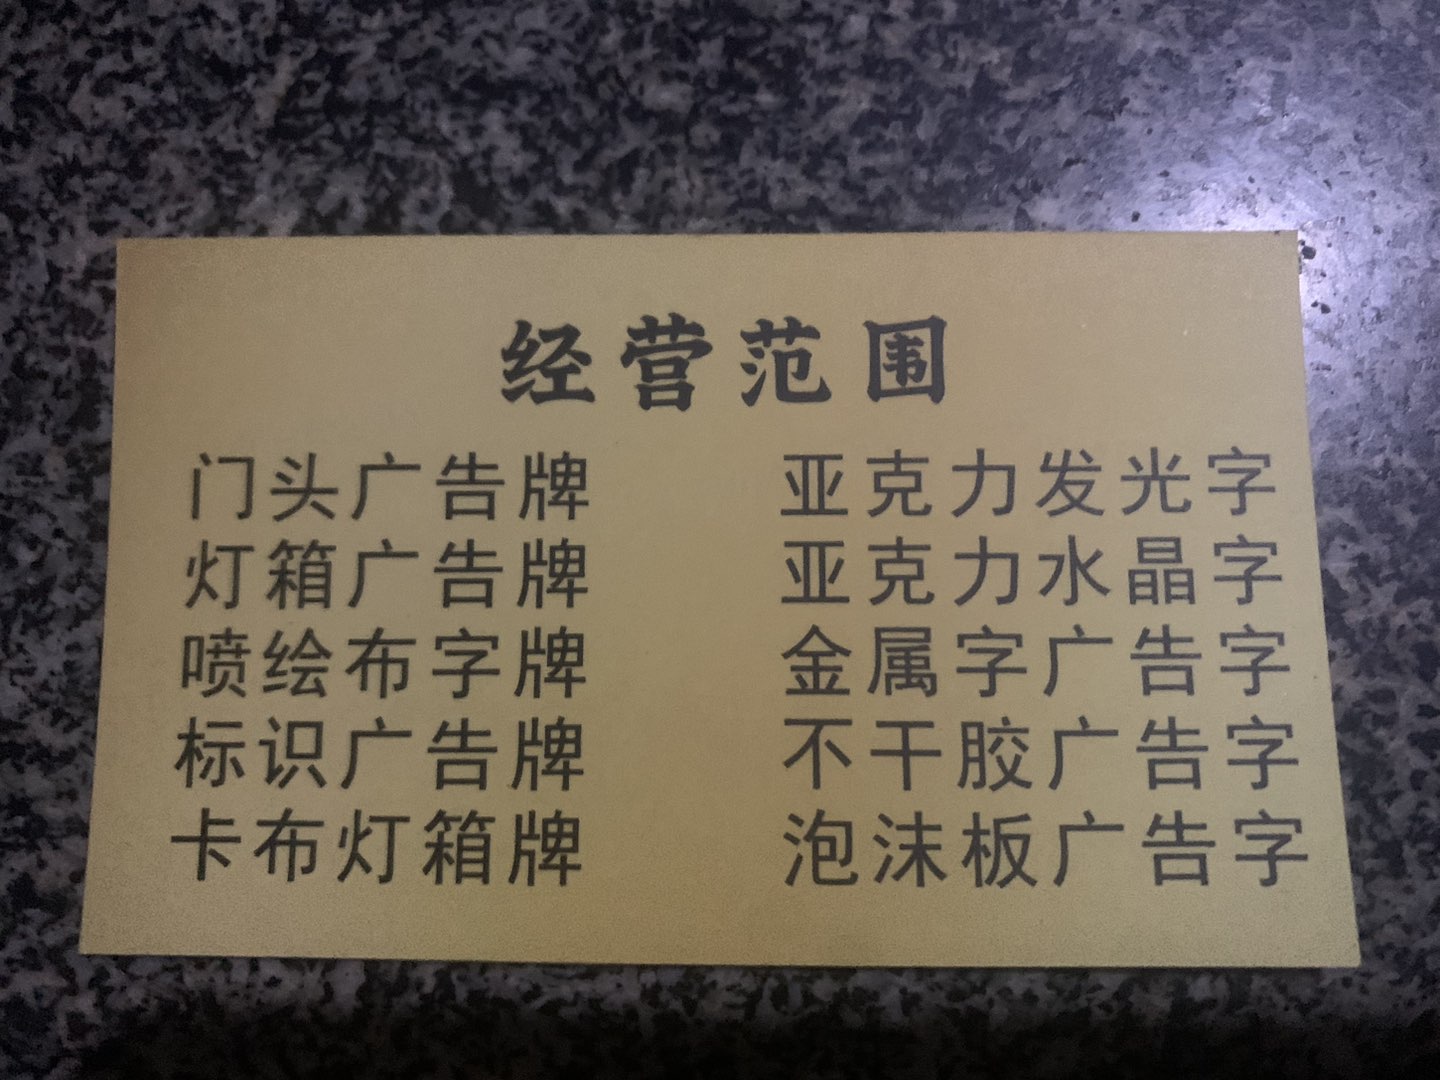 经营范围
门头广告牌
灯箱广告牌
喷绘布字牌
标识广告牌
卡布灯箱牌
亚克力发光字
亚克力水晶字
金属字广告字
不干胶广告字
泡沫板广告字